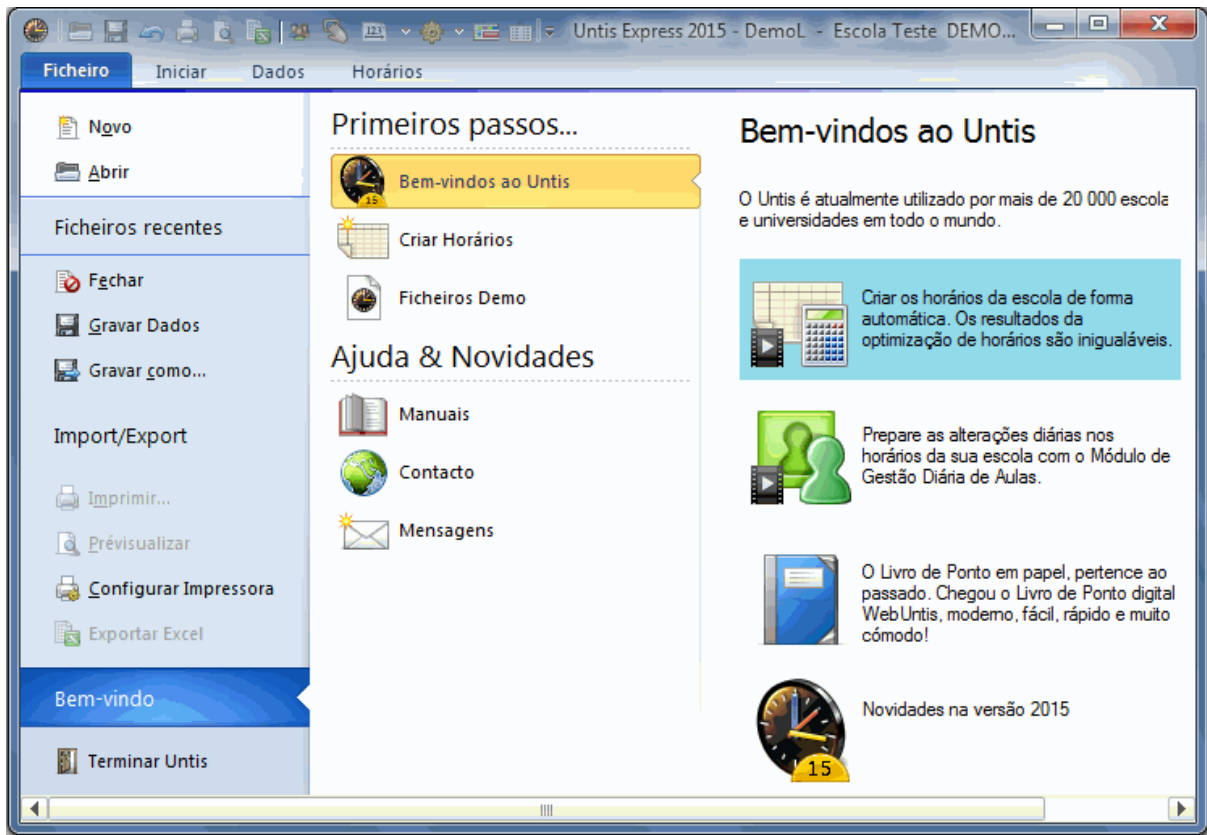 Untis Express 2015 - DemoL - Escola Teste DEMO...
Ficheiro Iniciar Dados Horários
Novo
Abrir
Ficheiros recentes
Fechar
Gravar Dados
Gravar como...
Import/Export
Imprimir...
Prévisualizar
Configurar Impressora
Exportar Excel
Bem-vindo
Terminar Untis
Primeiros passos...
Bem-vindos ao Untis
15
Criar Horários
Ficheiros Demo
Ajuda & Novidades
Manuais
Contacto
Mensagens
Bem-vindos ao Untis
O Untis é atualmente utilizado por mais de 20 000 escola
e universidades em todo o mundo.
Criar os horários da escola de forma
automática. Os resultados da
optimização de horários são inigualáveis.
Prepare as alterações diárias nos
horários da sua escola com o Módulo de
Gestão Diária de Aulas.
O Livro de Ponto em papel, pertence ao
passado. Chegou o Livro de Ponto digital
WebUntis, moderno, fácil, rápido e muito
cómodo!
Novidades na versão 2015
15